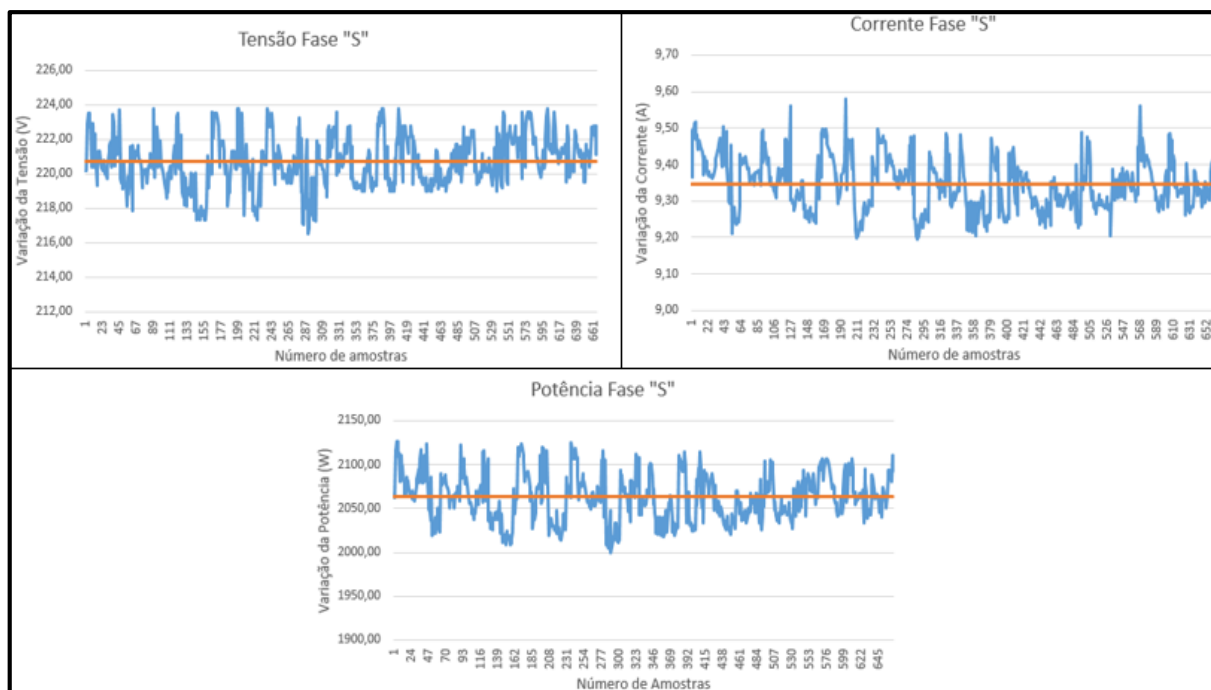 Tensão Fase "S"
Variação da Tensão (V)
226,00
224,00
222,00
220,00
218,00
216,00
214,00
212,00
1 23 45 67 89 111 133 155 177 199 221 243 265 287 309 331 353 375 397 419 441 463 485 507 529 551 573 595 617 639 661
Número de amostras
Corrente Fase "S"
Variação da Corrente (A)
9,70
9,60
9,50
9,40
9,30
9,20
9,10
9,00
1 22 43 64 85 106 127 148 169 190 211 232 253 274 295 316 337 358 379 400 421 442 463 484 505 526 547 568 589 610 631 652
Número de amostras
Potência Fase "S"
Variação da Potência (W)
2150,00
2100,00
2050,00
2000,00
1950,00
1900,00
1 24 47 70 93 116 139 162 185 208 231 254 277 300 323 346 369 392 415 438 461 484 507 530 553 576 599 622 645
Número de Amostras